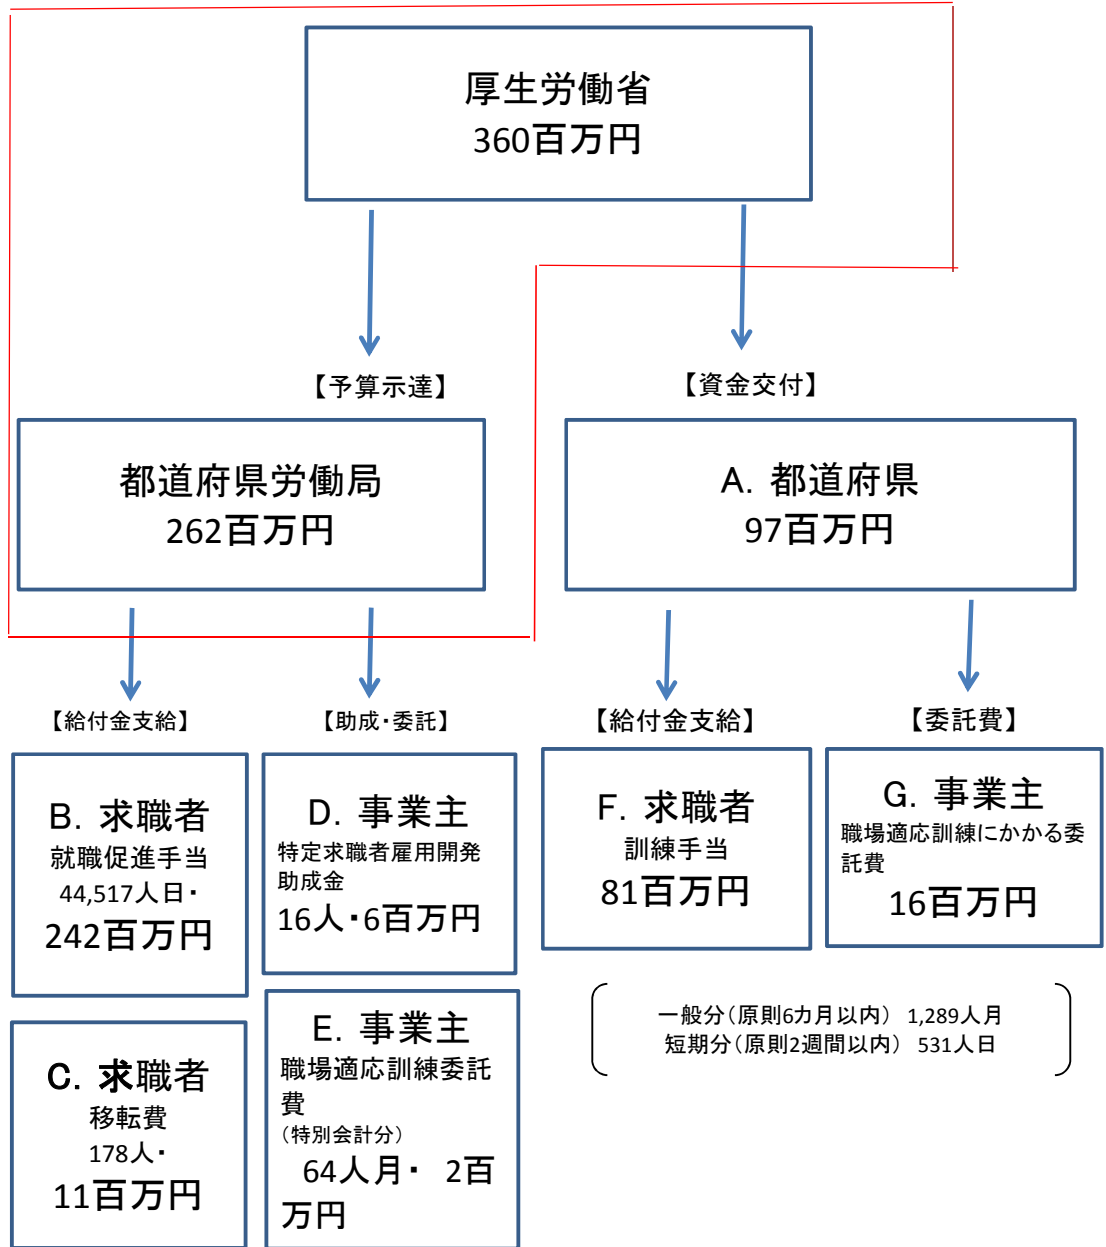 厚生労働省
360百万円
【予算示達】
【資金交付】
都道府県労働局
262百万円
A. 都道府県
97百万円
【給付金支給】
【助成・委託】
【給付金支給】
【委託費】
B. 求職者
就職促進手当
44,517人日・
242百万円
D. 事業主
特定求職者雇用開発
助成金
16人・6百万円
F. 求職者
訓練手当
81百万円
G. 事業主
職場適応訓練にかかる委
託費
16百万円
C. 求職者
移転費
178人・
11百万円
E. 事業主
職場適応訓練委託
費
(特別会計分)
64人月・ 2百
万円
一般分(原則6カ月以内) 1,289人月
短期分(原則2週間以内) 531人日